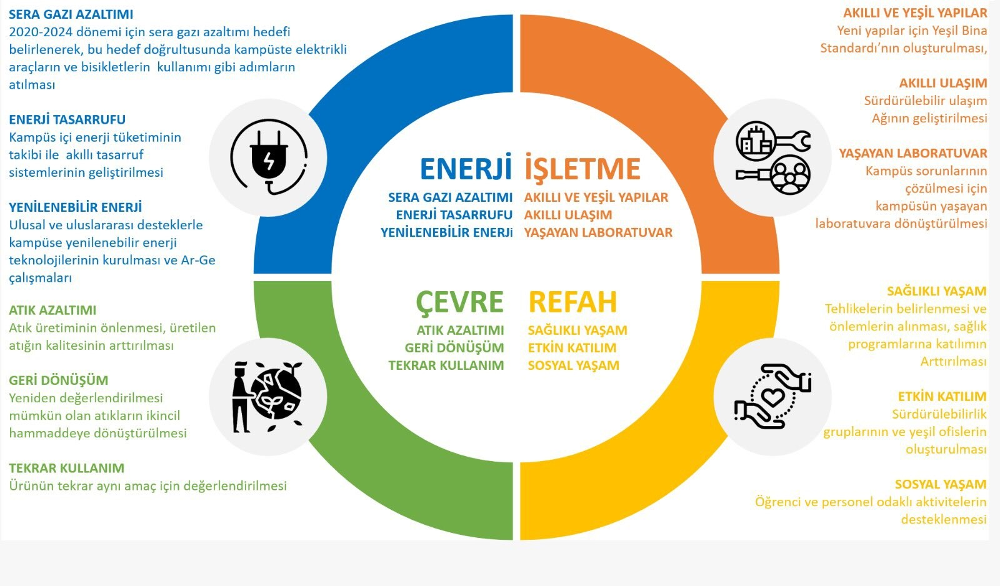 SERA GAZI AZALTIMI
2020-2024 dönemi için sera gazı azaltımı hedefi
belirlenerek, bu hedef doğrultusunda kampüste elektrikli
araçların ve bisikletlerin kullanımı gibi adımların
atılması
ENERJİ TASARRUFU
Kampüs içi enerji tüketiminin
takibi ile akıllı tasarruf
sistemlerinin geliştirilmesi
YENİLENEBİLİR ENERJİ
Ulusal ve uluslararası desteklerle
kampüse yenilenebilir enerji
teknolojilerinin kurulması ve Ar-Ge
çalışmaları
ATIK AZALTIMI
Atık üretiminin önlenmesi, üretilen
atığın kalitesinin arttırılması
GERİ DÖNÜŞÜM
Yeniden değerlendirilmesi
mümkün olan atıkların ikincil
hammaddeye dönüştürülmesi
TEKRAR KULLANIM
Ürünün tekrar aynı amaç için değerlendirilmesi
ENERJİ
SERA GAZI AZALTIMI
ENERJİ TASARRUFU
YENİLENEBİLİR ENERJi
İŞLETME
AKILLI VE YEŞİL YAPILAR
AKILLI ULAŞIM
YAŞAYAN LABORATUVAR
ÇEVRE
ATIK AZALTIMI
GERİ DÖNÜŞÜM
TEKRAR KULLANIM
REFAH
SAĞLIKLI YAŞAM
ETKİN KATILIM
SOSYAL YAŞAM
AKILLI VE YEŞİL YAPILAR
Yeni yapılar için Yeşil Bina
Standardı’nın oluşturulması,
AKILLI ULAŞIM
Sürdürülebilir ulaşım
Ağının geliştirilmesi
YAŞAYAN LABORATUVAR
Kampüs sorunlarının
çözülmesi için
kampüsün yaşayan
laboratuvara dönüştürülmesi
SAĞLIKLI YAŞAM
Tehlikelerin belirlenmesi ve
önlemlerin alınması, sağlık
programlarına katılımın
Arttırılması
ETKİN KATILIM
Sürdürülebilirlik
gruplarının ve yeşil ofislerin
oluşturulması
SOSYAL YAŞAM
Öğrenci ve personel odaklı aktivitelerin
desteklenmesi